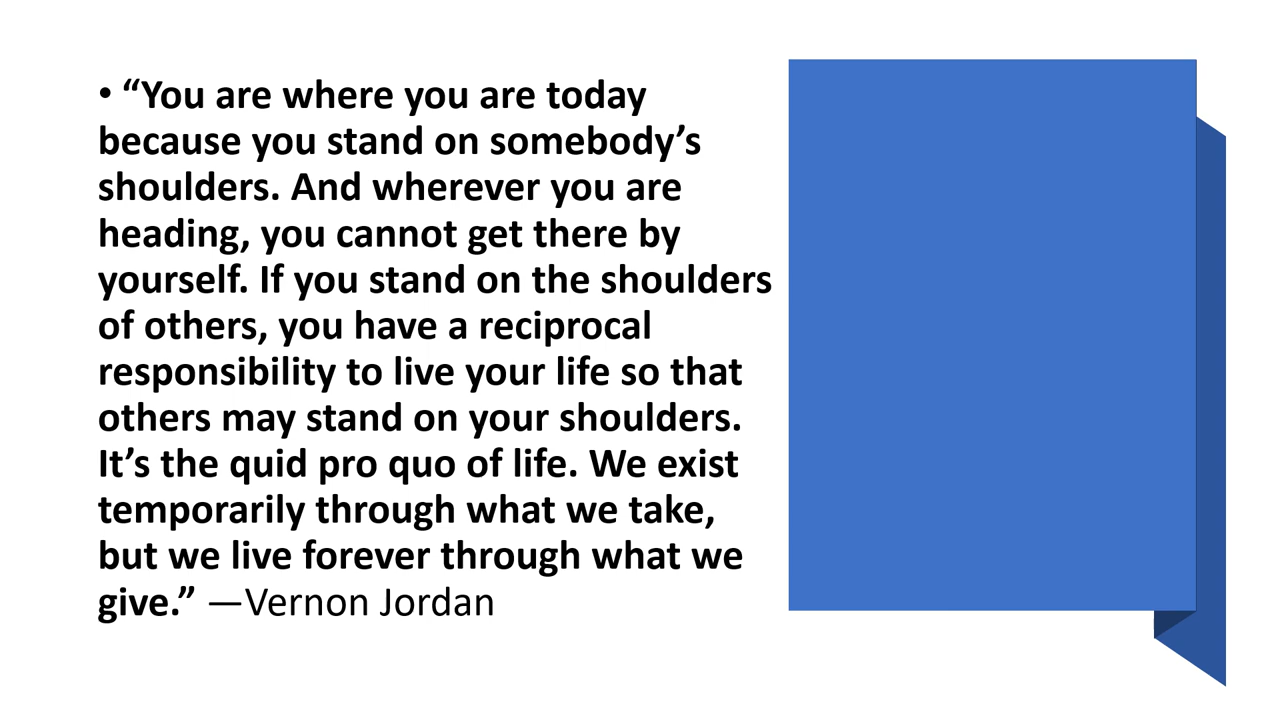 • “You are where you are today
because you stand on somebody’s
shoulders. And wherever you are
heading, you cannot get there by
yourself. If you stand on the shoulders
of others, you have a reciprocal
responsibility to live your life so that
others may stand on your shoulders.
It’s the quid pro quo of life. We exist
temporarily through what we take,
but we live forever through what we
give.” —Vernon Jordan